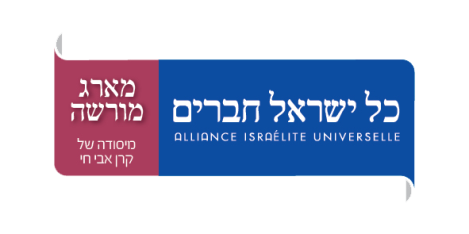 כל ישראל חברים
ALLIANCE ISRAÉLITE UNIVERSELLE
מארג
מורשה
מיסודה של
קרן אבי חי